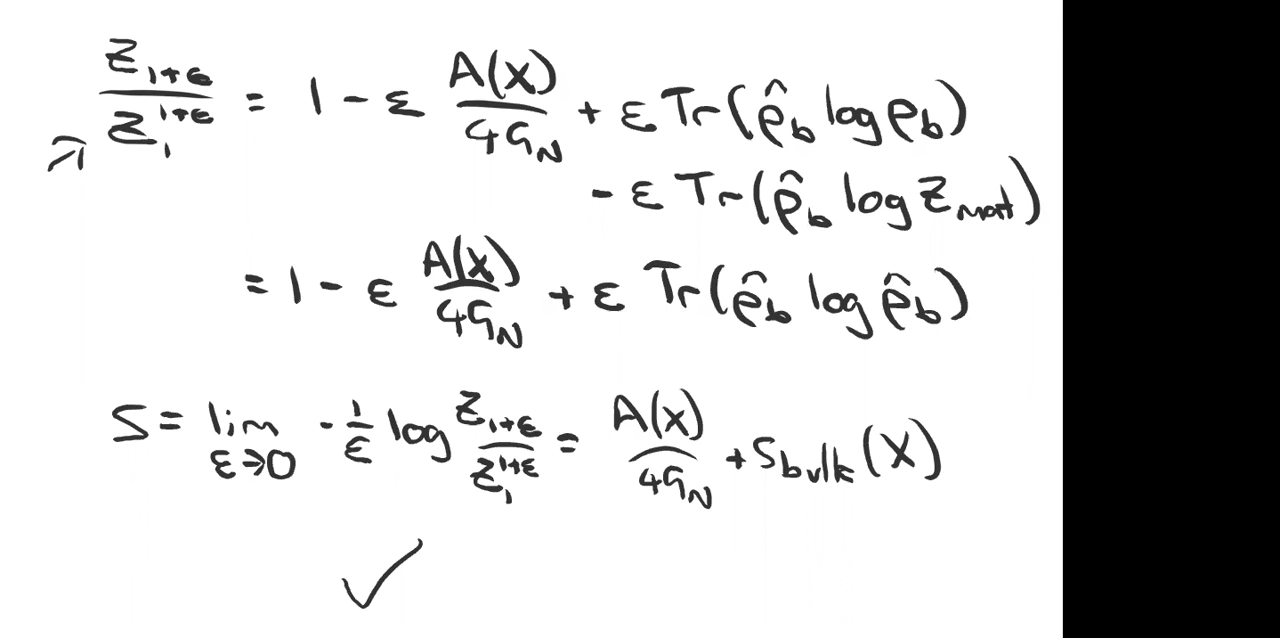 Z_{1+ε} / Z_1^{1+ε} = 1 - ε A(X)/4G_N + ε Tr(ρ̂_b log ρ_b)
- ε Tr(ρ̂_b log Z_mat)
= 1 - ε A(X)/4G_N + ε Tr(ρ̂_b log ρ̂_b)
S = lim_{ε→0} -1/ε log Z_{1+ε}/Z_1^{1+ε} = A(X)/4G_N + S_bulk(X)